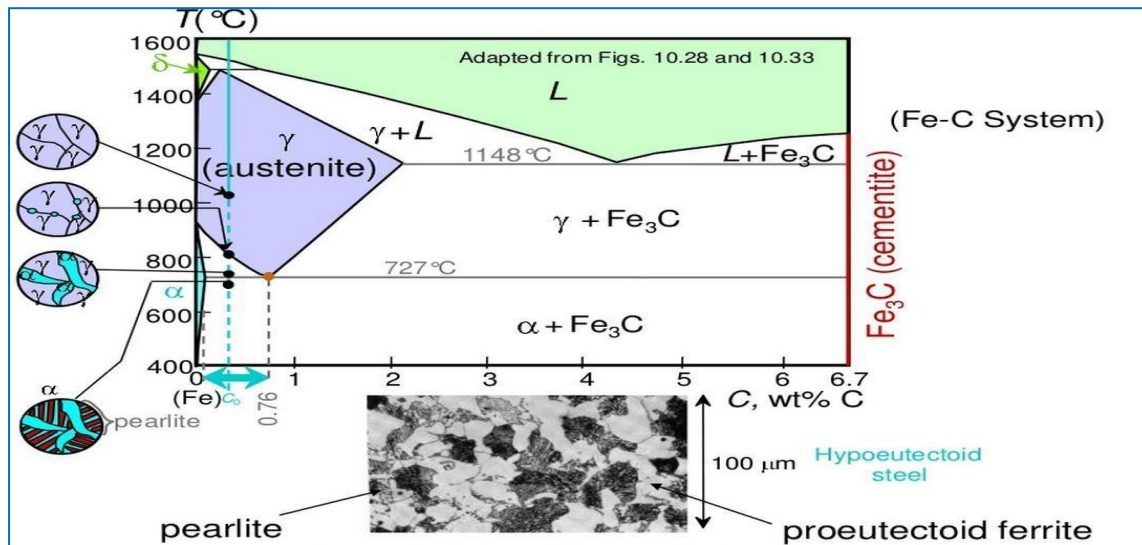 T(°C)
1600
δ
Adapted from Figs. 10.28 and 10.33
L
1400
γ+L
(Fe-C System)
γ
(austenite)
γ γ
γ γ
1200
1148°C
L+Fe₃C
1000
γ γ
γ γ
γ + Fe₃C
Fe₃C (cementite)
800
γ γ
γ γ
727°C
α
600
α + Fe₃C
400
0
1
2
3
4
5
6
6.7
(Fe)
C₀
0.76
C, wt% C
α
pearlite
100 μm
Hypoeutectoid
steel
pearlite
proeutectoid ferrite